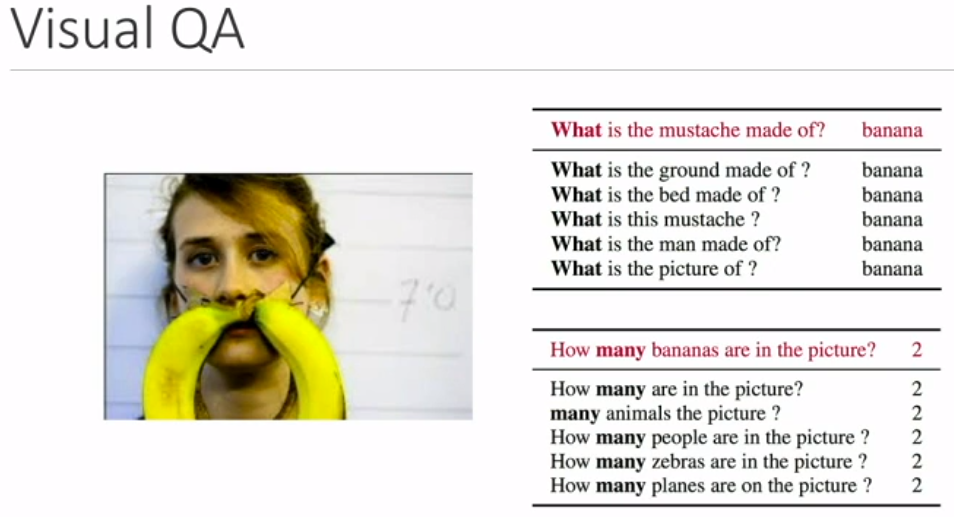 Visual QA
What is the mustache made of? banana
What is the ground made of ? banana
What is the bed made of ? banana
What is this mustache ? banana
What is the man made of? banana
What is the picture of ? banana
7'0
How many bananas are in the picture? 2
How many are in the picture? 2
many animals the picture ? 2
How many people are in the picture ? 2
How many zebras are in the picture ? 2
How many planes are on the picture ? 2